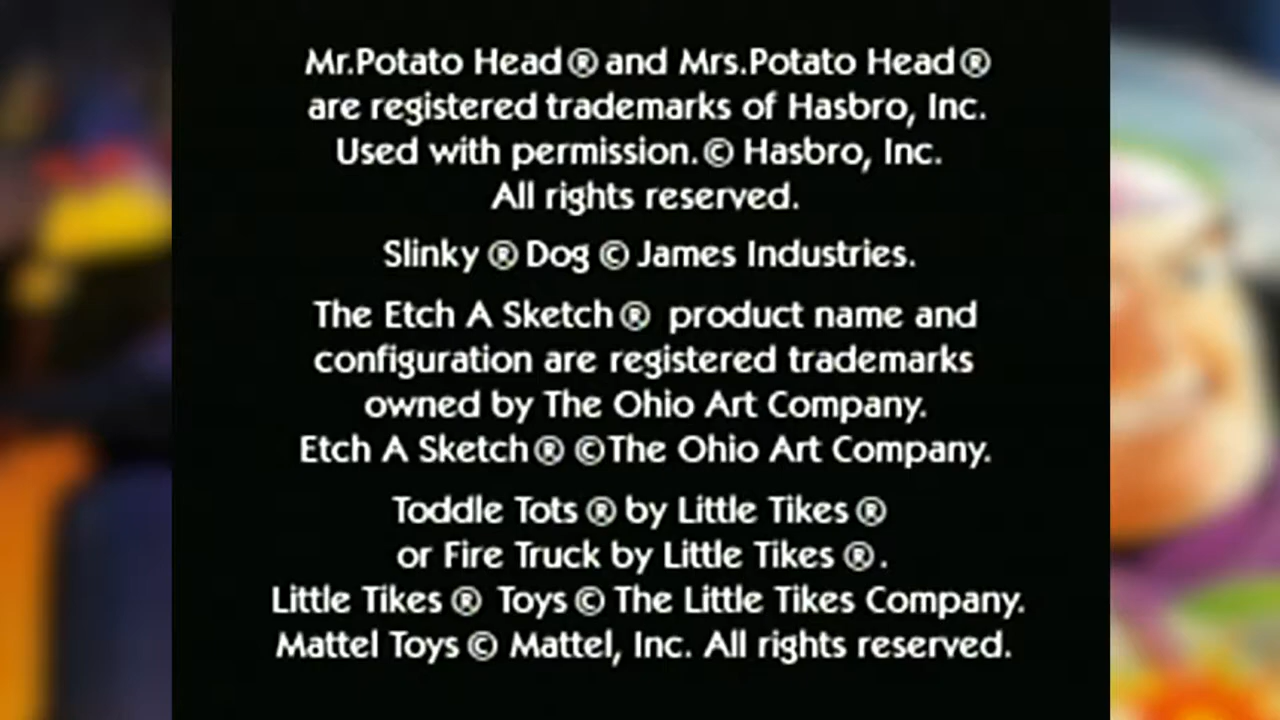 Mr.Potato Head® and Mrs.Potato Head®
are registered trademarks of Hasbro, Inc.
Used with permission.© Hasbro, Inc.
All rights reserved.
Slinky ® Dog © James Industries.
The Etch A Sketch® product name and
configuration are registered trademarks
owned by The Ohio Art Company.
Etch A Sketch® ©The Ohio Art Company.
Toddle Tots ® by Little Tikes ®
or Fire Truck by Little Tikes ®.
Little Tikes ® Toys © The Little Tikes Company.
Mattel Toys © Mattel, Inc. All rights reserved.